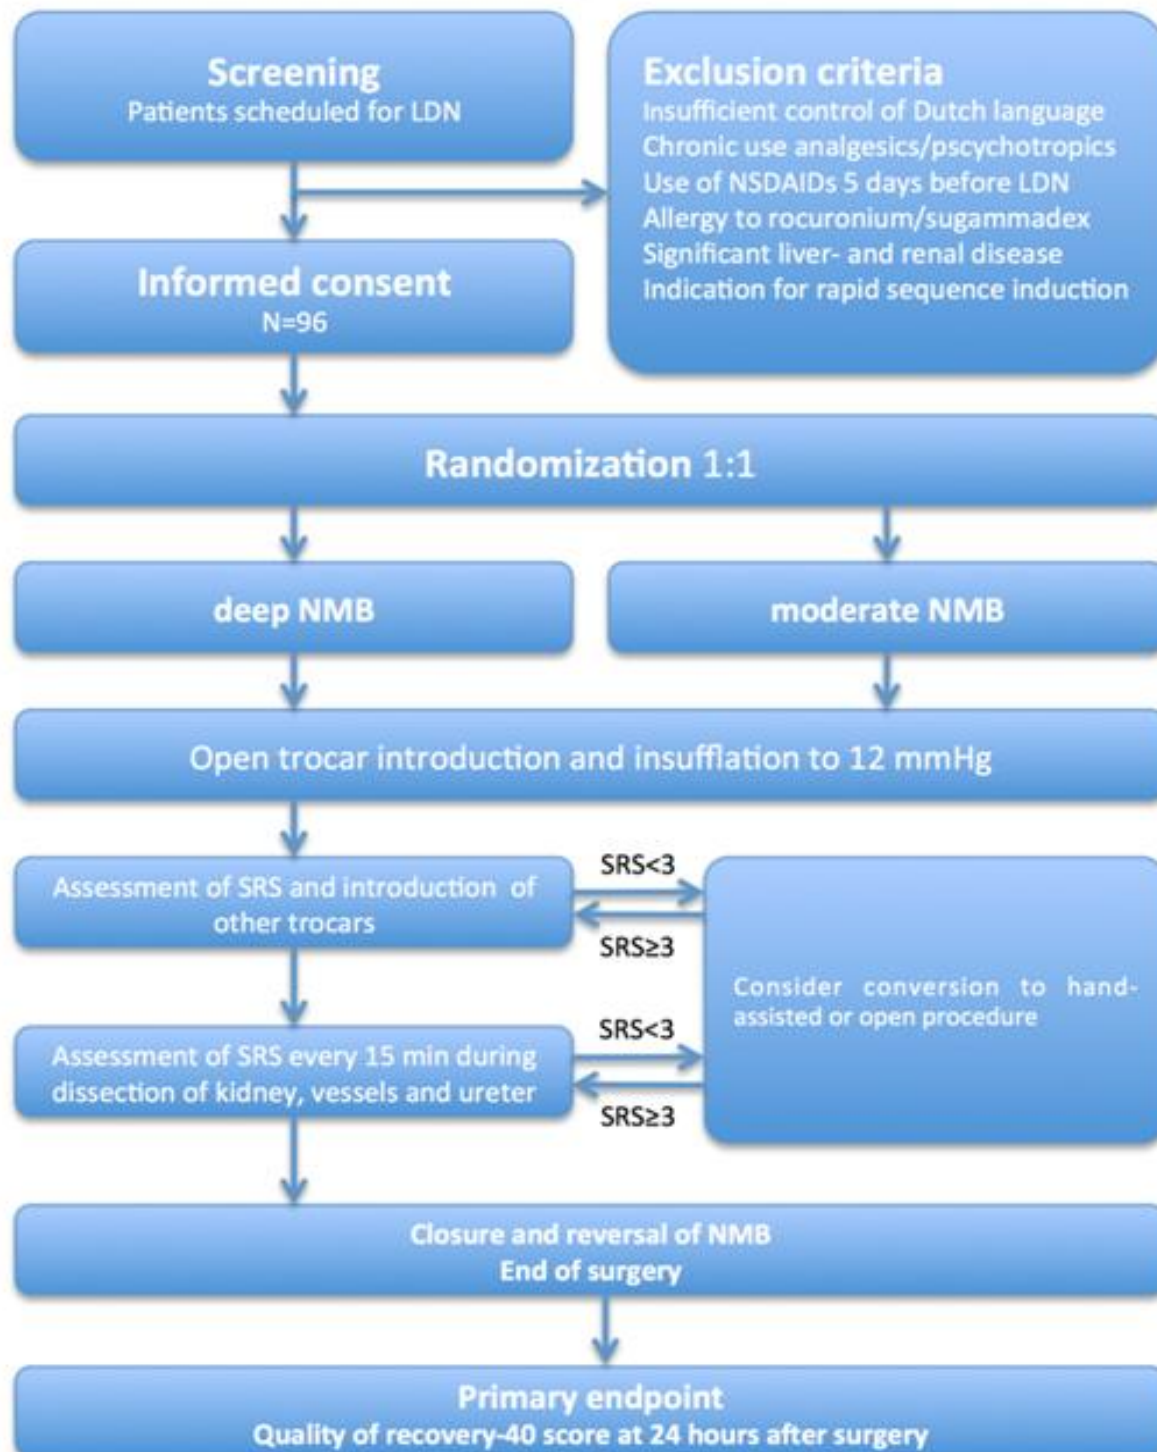 Screening
Patients scheduled for LDN
Exclusion criteria
Insufficient control of Dutch language
Chronic use analgesics/pscychotropics
Use of NSDAIDs 5 days before LDN
Allergy to rocuronium/sugammadex
Significant liver- and renal disease
Indication for rapid sequence induction
Informed consent
N=96
Randomization 1:1
deep NMB
moderate NMB
Open trocar introduction and insufflation to 12 mmHg
Assessment of SRS and introduction of
other trocars
SRS<3
SRS≥3
Consider conversion to hand-
assisted or open procedure
Assessment of SRS every 15 min during
dissection of kidney, vessels and ureter
SRS<3
SRS≥3
Closure and reversal of NMB
End of surgery
Primary endpoint
Quality of recovery-40 score at 24 hours after surgery